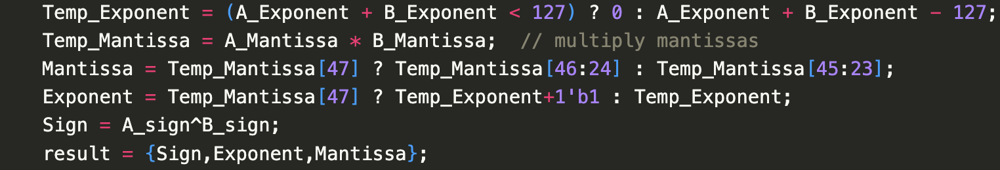 Temp_Exponent = (A_Exponent + B_Exponent < 127) ? 0 : A_Exponent + B_Exponent - 127;
Temp_Mantissa = A_Mantissa * B_Mantissa;  // multiply mantissas
Mantissa = Temp_Mantissa[47] ? Temp_Mantissa[46:24] : Temp_Mantissa[45:23];
Exponent = Temp_Mantissa[47] ? Temp_Exponent+1'b1 : Temp_Exponent;
Sign = A_sign^B_sign;
result = {Sign,Exponent,Mantissa};